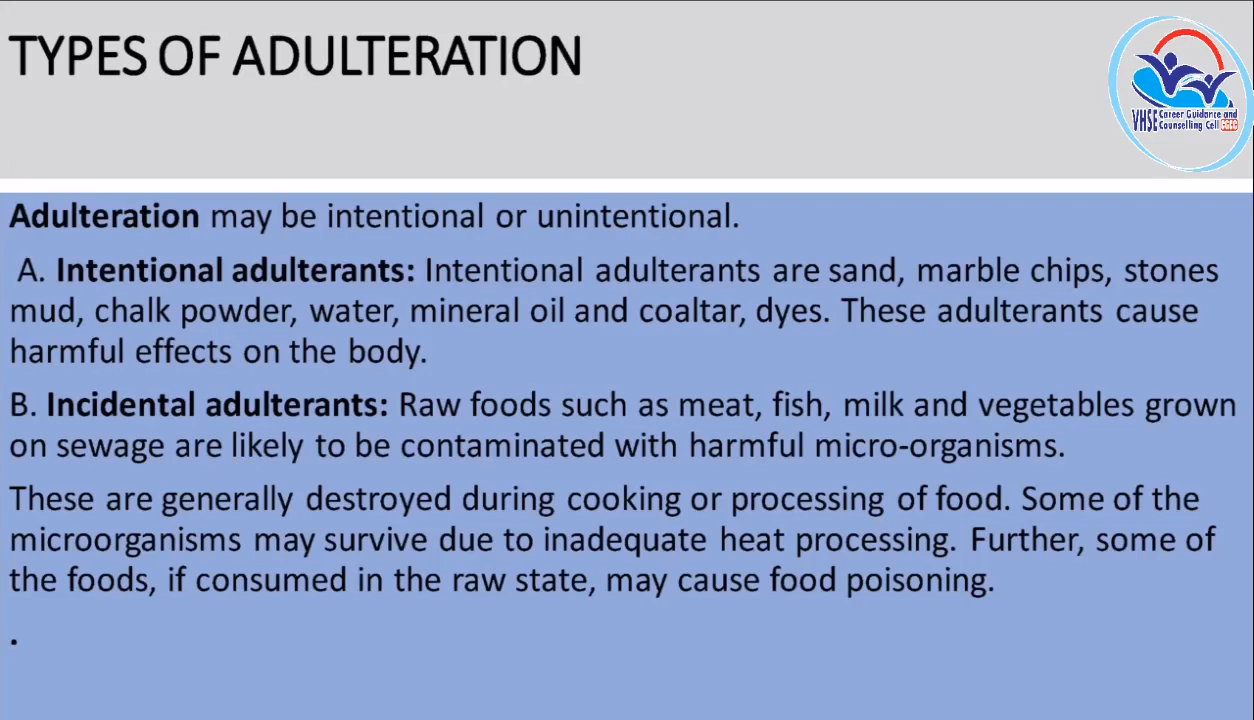 TYPES OF ADULTERATION
VHSE Career Guidance and
Counselling Cell CGCC
Adulteration may be intentional or unintentional.
A. Intentional adulterants: Intentional adulterants are sand, marble chips, stones
mud, chalk powder, water, mineral oil and coaltar, dyes. These adulterants cause
harmful effects on the body.
B. Incidental adulterants: Raw foods such as meat, fish, milk and vegetables grown
on sewage are likely to be contaminated with harmful micro-organisms.
These are generally destroyed during cooking or processing of food. Some of the
microorganisms may survive due to inadequate heat processing. Further, some of
the foods, if consumed in the raw state, may cause food poisoning.
.